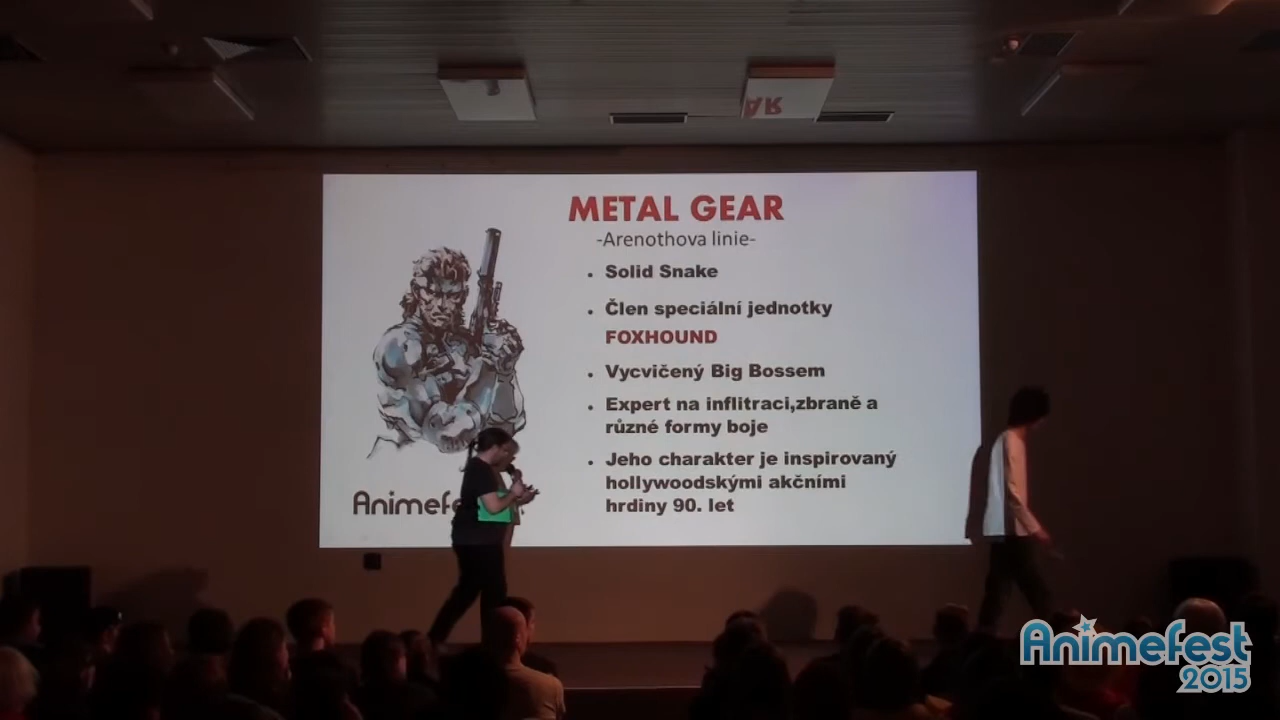 AR
METAL GEAR
-Arenothova linie-
• Solid Snake
• Člen speciální jednotky
FOXHOUND
• Vycvičený Big Bossem
• Expert na inflitraci,zbraně a
různé formy boje
• Jeho charakter je inspirovaný
hollywoodskými akčními
hrdiny 90. let
AnimeFe
AnimeFest
2015